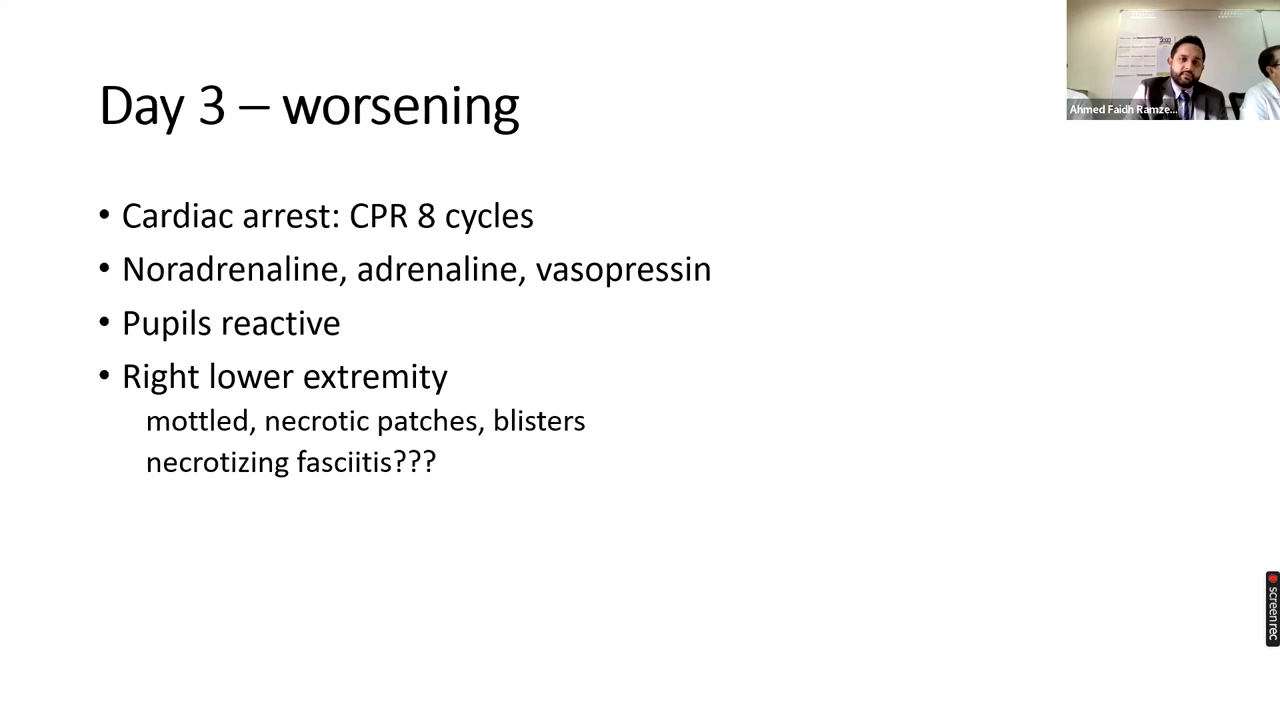 Day 3 – worsening
• Cardiac arrest: CPR 8 cycles
• Noradrenaline, adrenaline, vasopressin
• Pupils reactive
• Right lower extremity
mottled, necrotic patches, blisters
necrotizing fasciitis???
Ahmed Faidh Ramze...
screenrec